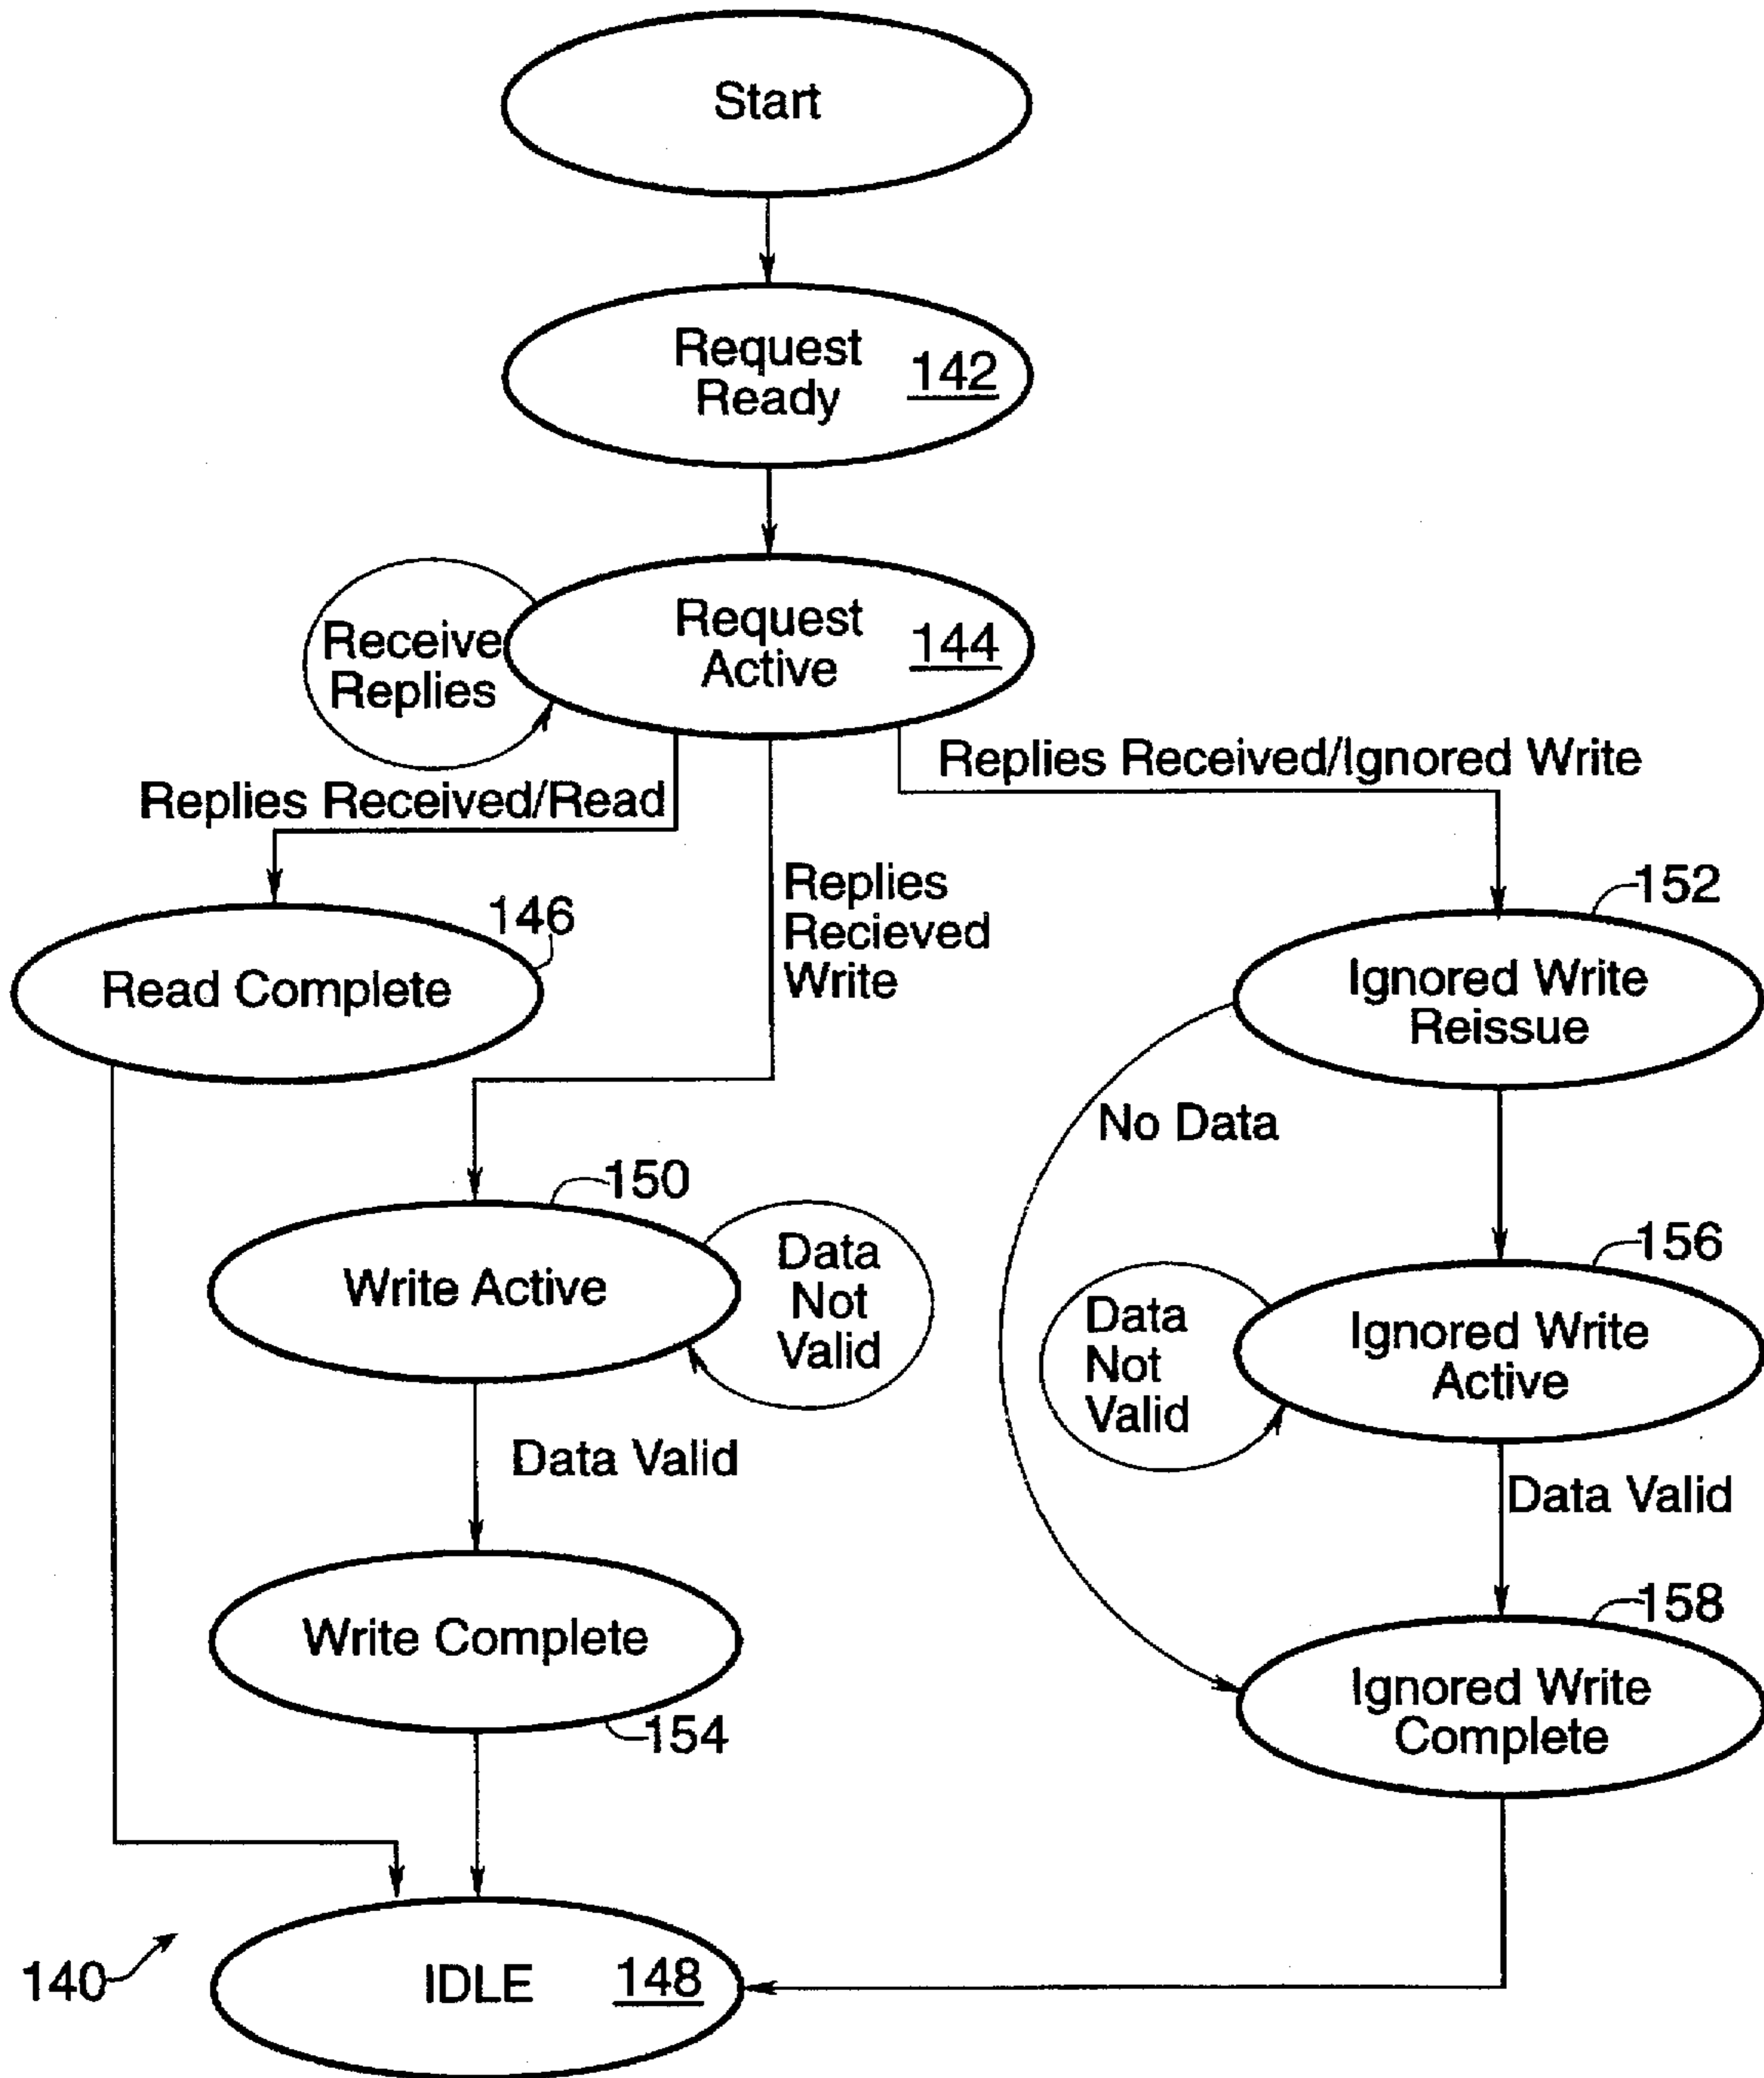 Start
Request
Ready
142
Request
Active
144
Receive
Replies
Replies Received/Read
Replies Received/Ignored Write
Replies
Recieved
Write
146
Read Complete
152
Ignored Write
Reissue
No Data
150
Write Active
Data
Not
Valid
156
Ignored Write
Active
Data
Not
Valid
Data Valid
Data Valid
Write Complete
154
158
Ignored Write
Complete
140
IDLE
148